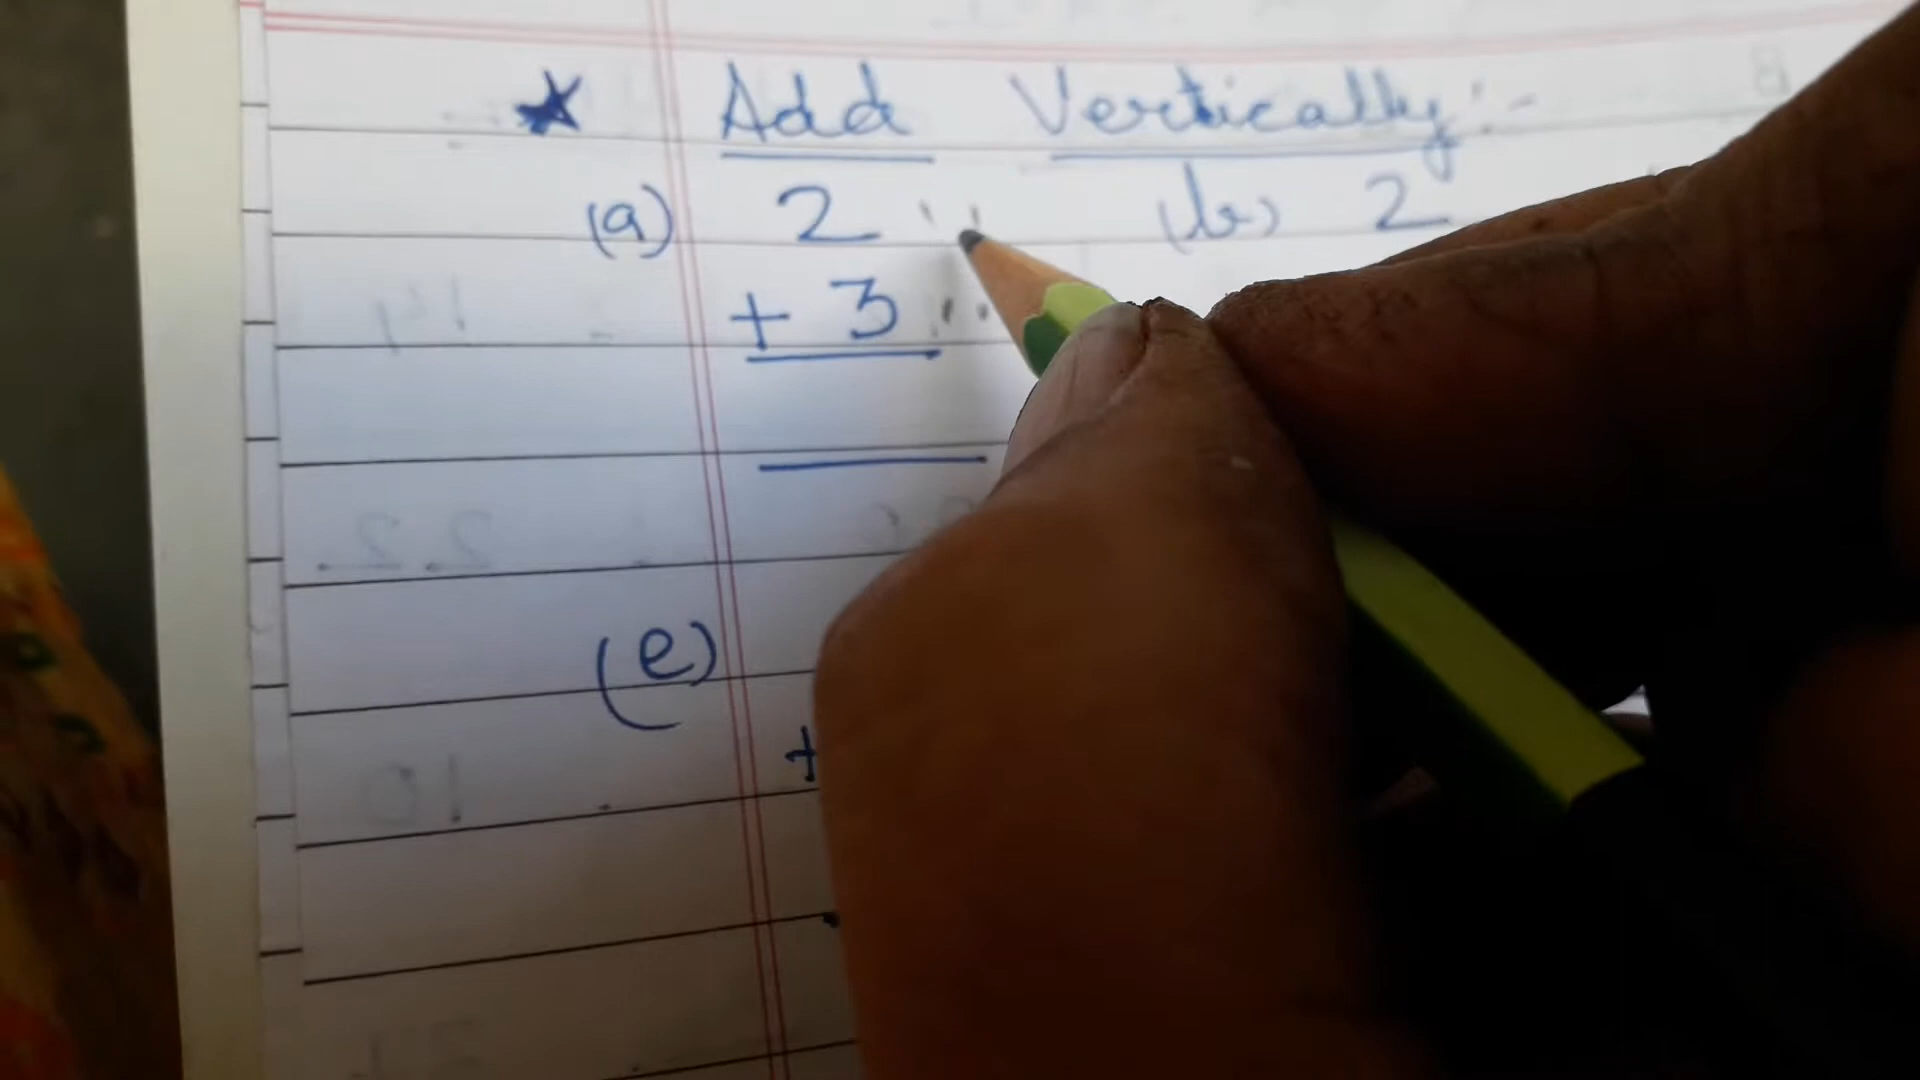 ★ Add Vertically :-
(a) 2 (b) 2
+ 3
(e)
+